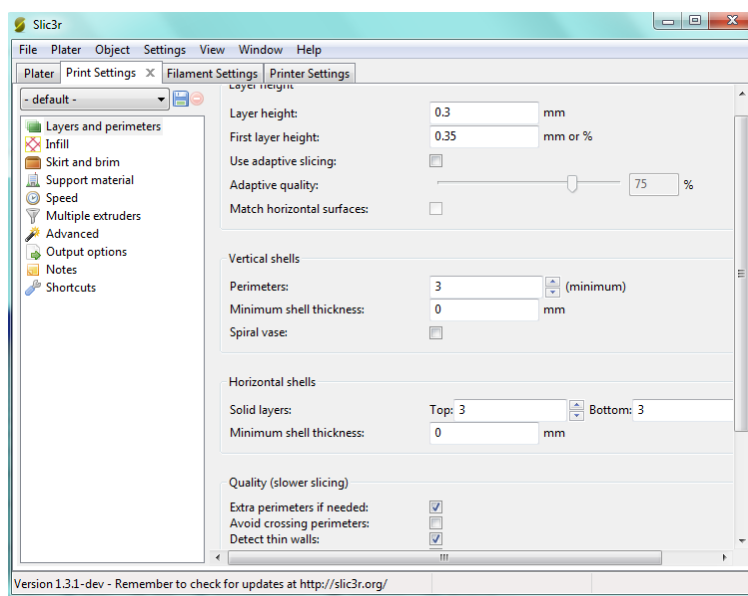 Slic3r
File Plater Object Settings View Window Help
Plater Print Settings X Filament Settings Printer Settings
- default -
Layers and perimeters
Infill
Skirt and brim
Support material
Speed
Multiple extruders
Advanced
Output options
Notes
Shortcuts
Layer height
Layer height: 0.3 mm
First layer height: 0.35 mm or %
Use adaptive slicing:
Adaptive quality: 75 %
Match horizontal surfaces:
Vertical shells
Perimeters: 3 (minimum)
Minimum shell thickness: 0 mm
Spiral vase:
Horizontal shells
Solid layers: Top: 3 Bottom: 3
Minimum shell thickness: 0 mm
Quality (slower slicing)
Extra perimeters if needed:
Avoid crossing perimeters:
Detect thin walls:
Version 1.3.1-dev - Remember to check for updates at http://slic3r.org/